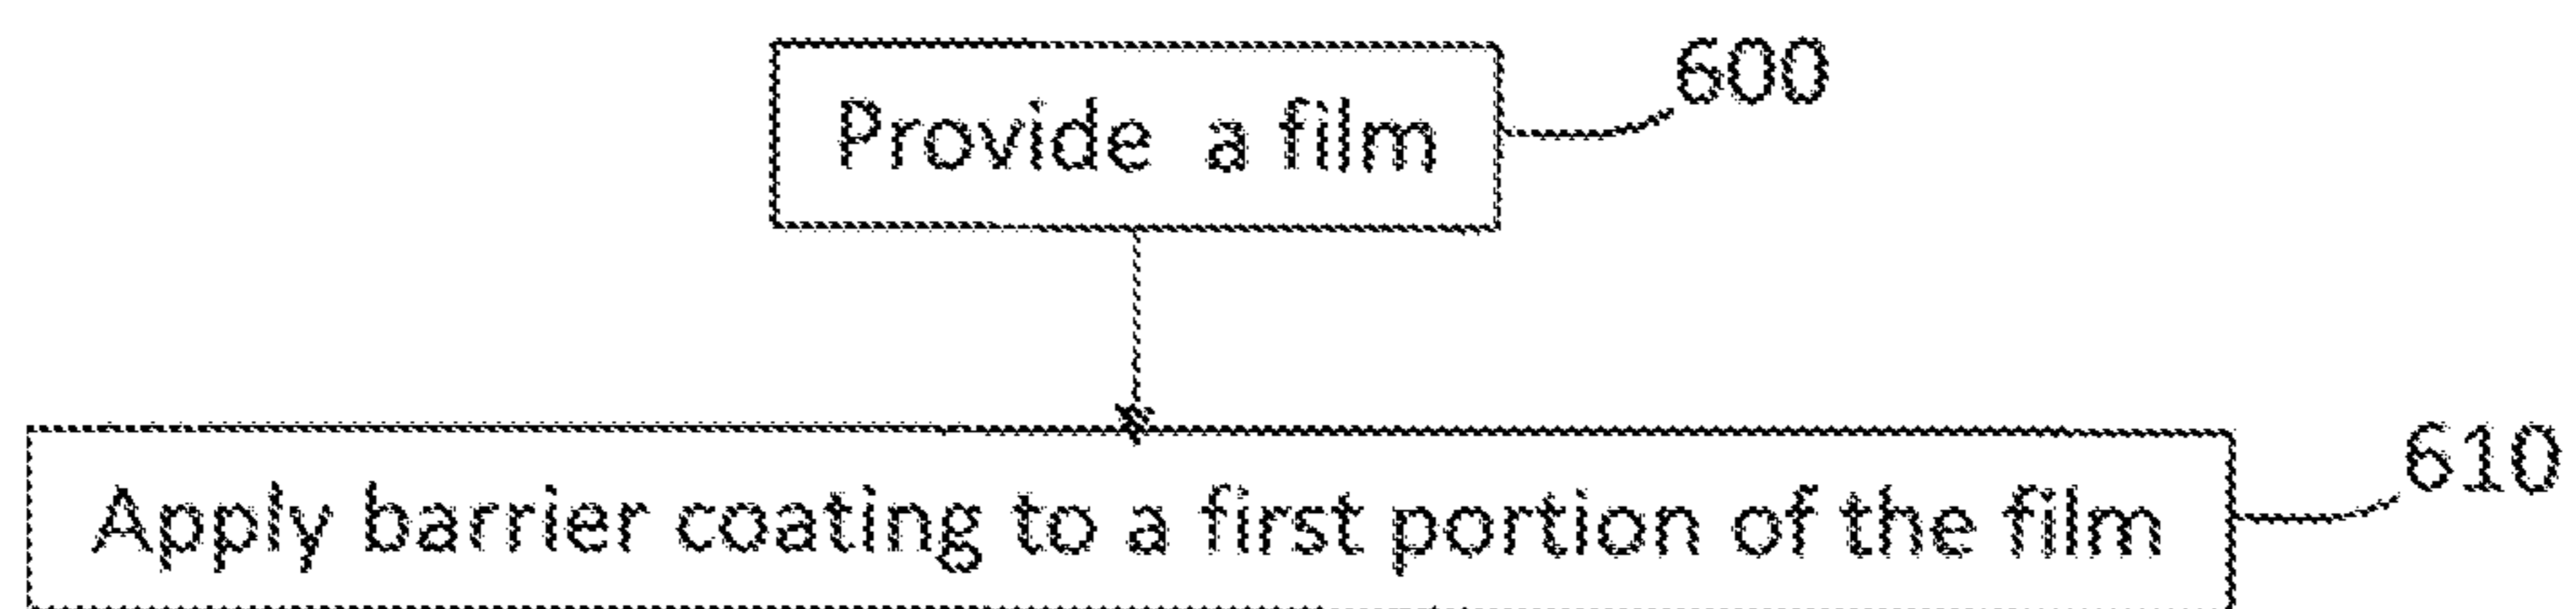 Provide a film
600
Apply barrier coating to a first portion of the film
610